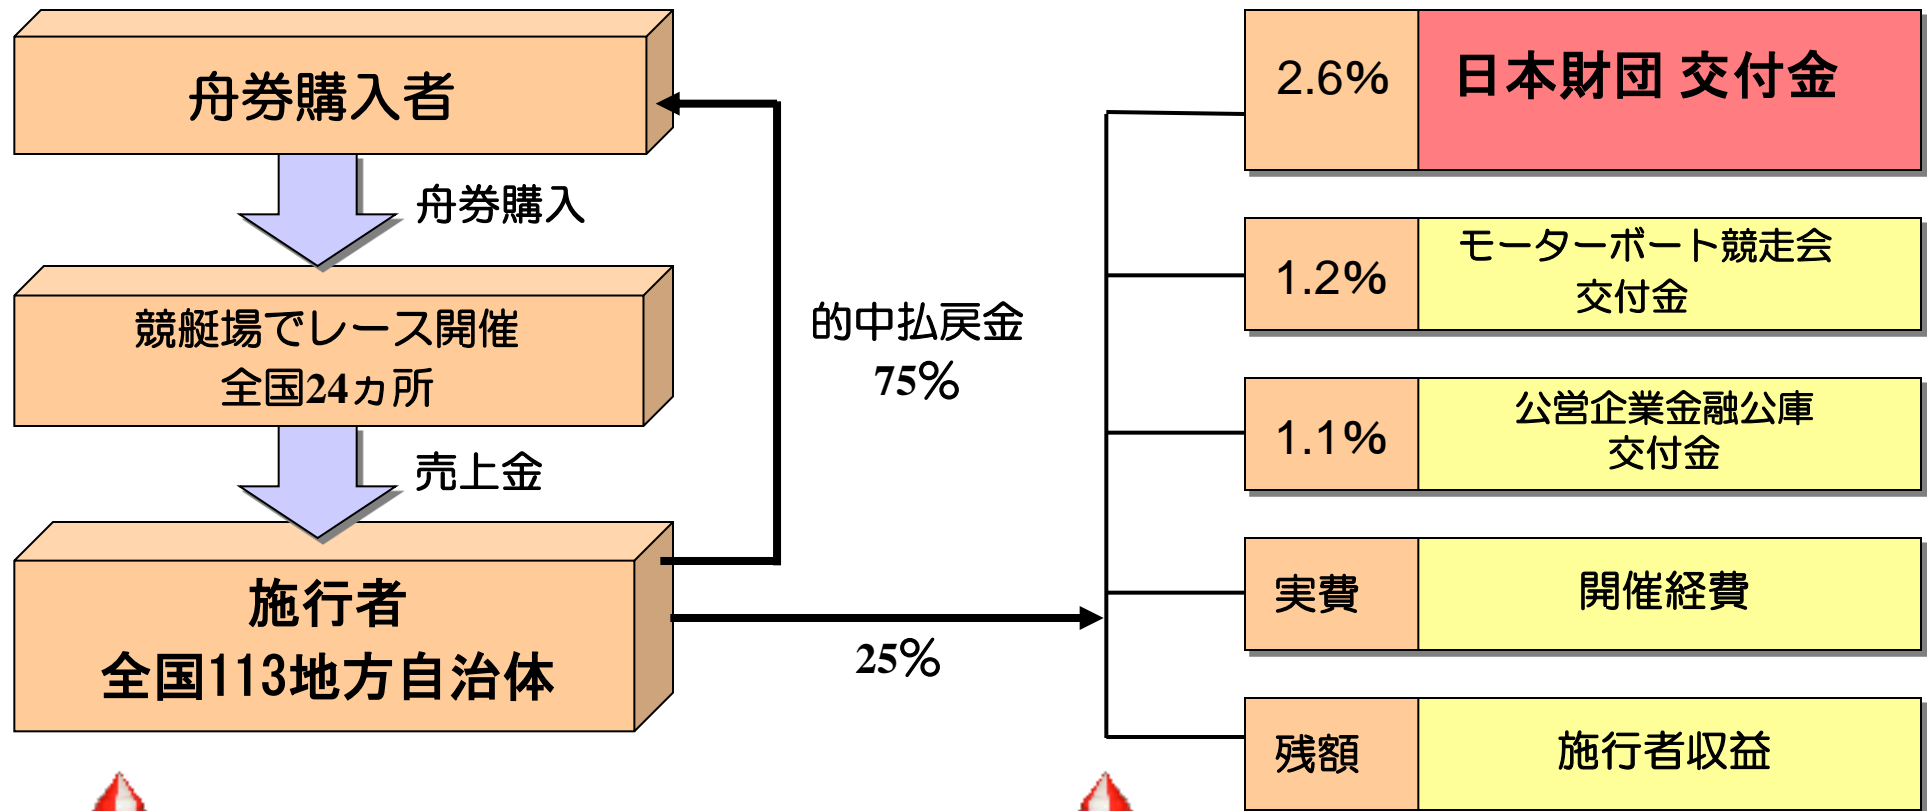 舟券購入者
舟券購入
競艇場でレース開催
全国24ヵ所
売上金
施行者
全国113地方自治体
的中払戻金
75%
25%
2.6%
日本財団 交付金
1.2%
モーターボート競走会
交付金
1.1%
公営企業金融公庫
交付金
実費
開催経費
残額
施行者収益